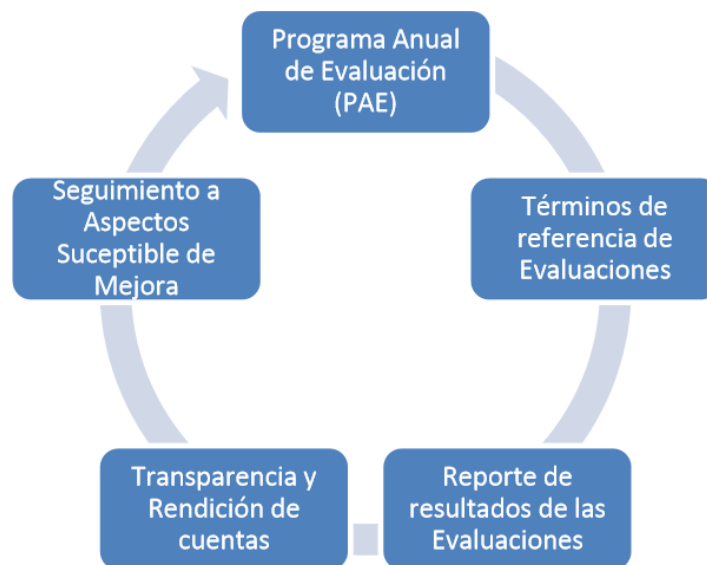 Programa Anual
de Evaluación
(PAE)
Términos de
referencia de
Evaluaciones
Reporte de
resultados de las
Evaluaciones
Transparencia y
Rendición de
cuentas
Seguimiento a
Aspectos
Suceptible de
Mejora